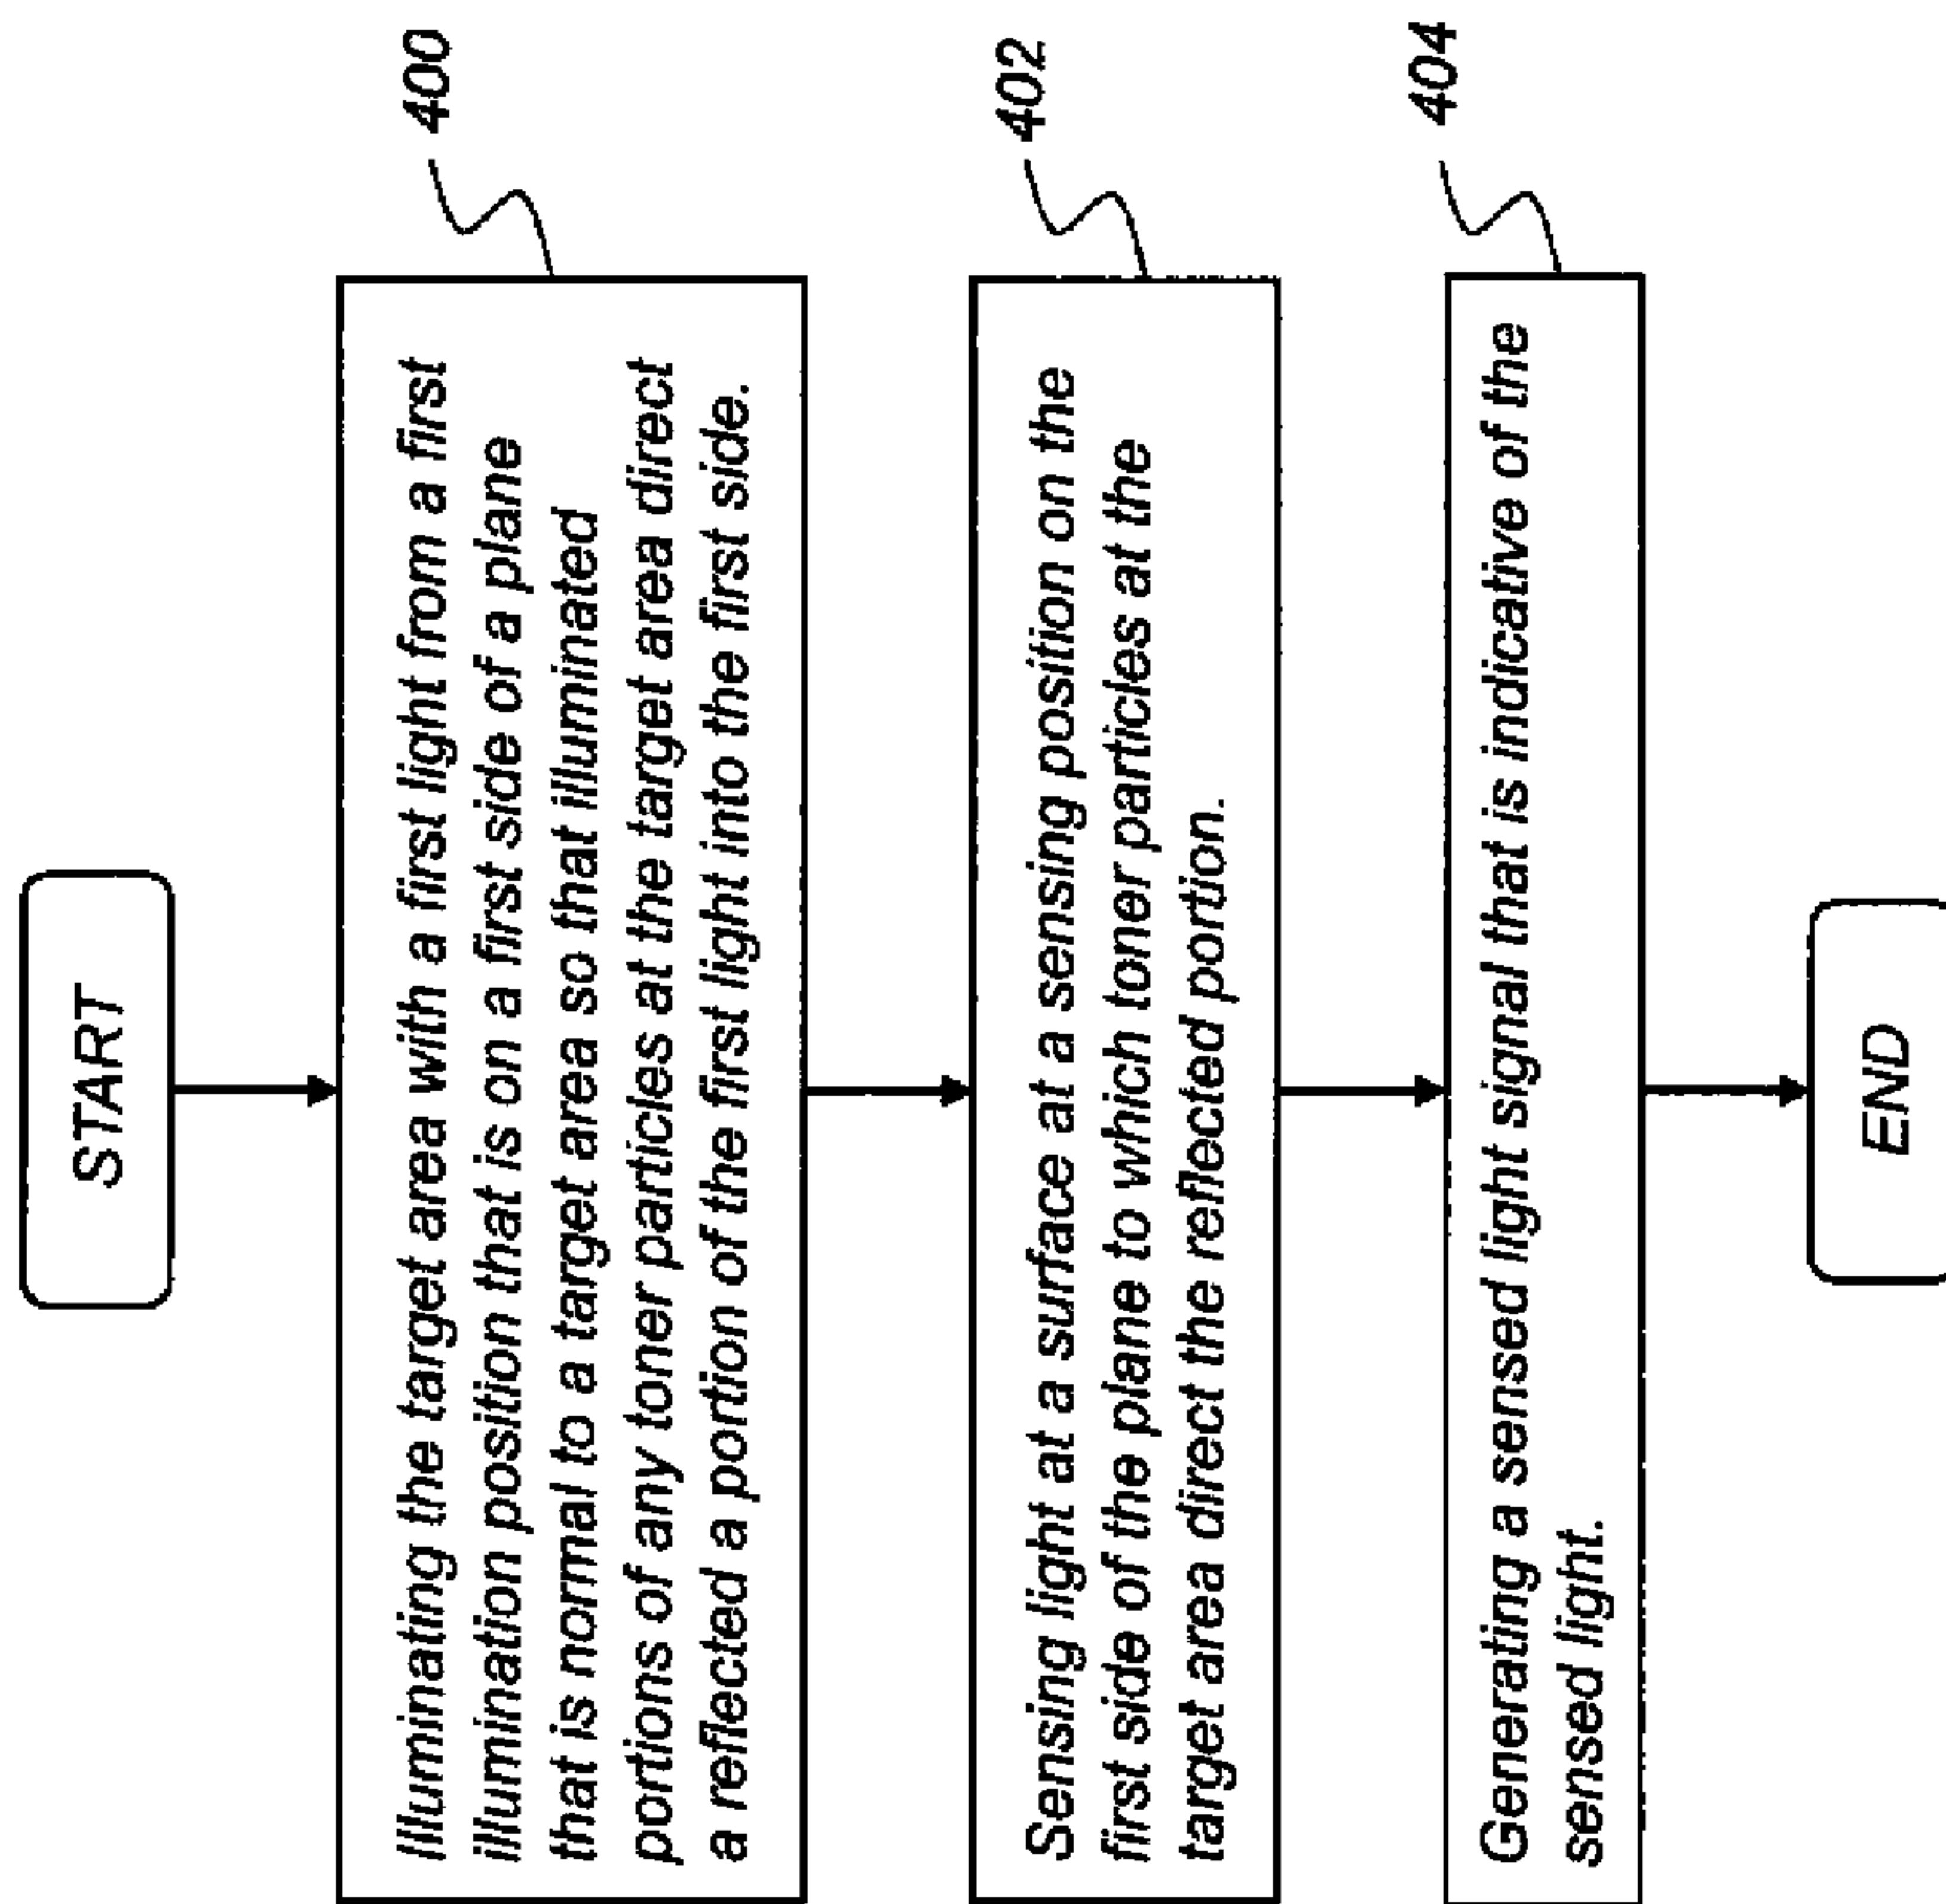 START
400
Illuminating the target area with a first light from a first
illumination position that is on a first side of a plane
that is normal to a target area so that illuminated
portions of any toner particles at the target area direct
a reflected a portion of the first light into the first side.
402
Sensing light at a surface at a sensing position on the
first side of the plane to which toner particles at the
target area direct the reflected portion.
404
Generating a sensed light signal that is indicative of the
sensed light.
END